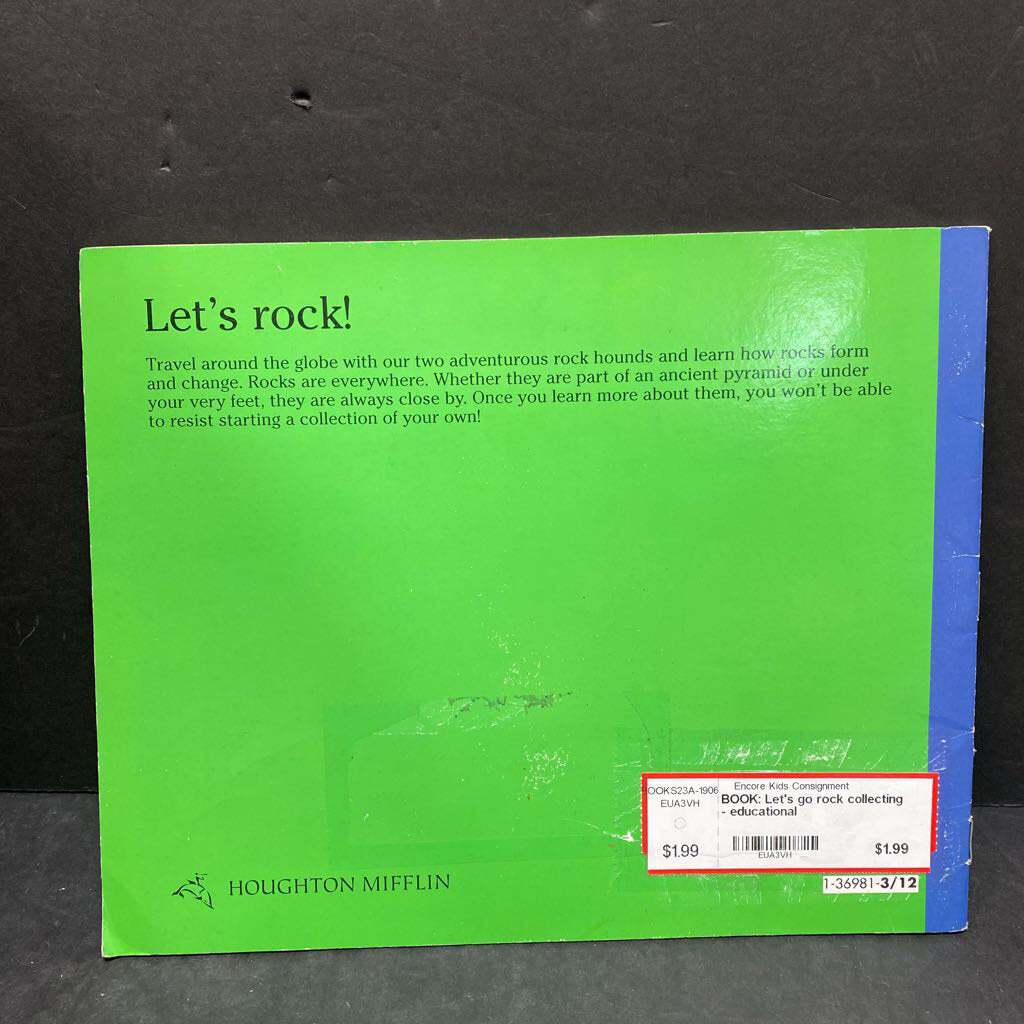 Let's rock!
Travel around the globe with our two adventurous rock hounds and learn how rocks form
and change. Rocks are everywhere. Whether they are part of an ancient pyramid or under
your very feet, they are always close by. Once you learn more about them, you won't be able
to resist starting a collection of your own!
BOOKS23A-1906
EUA3VH
$1.99
Encore Kids Consignment
BOOK: Let's go rock collecting
- educational
EUA3VH
$1.99
HOUGHTON MIFFLIN
1-36981-3/12